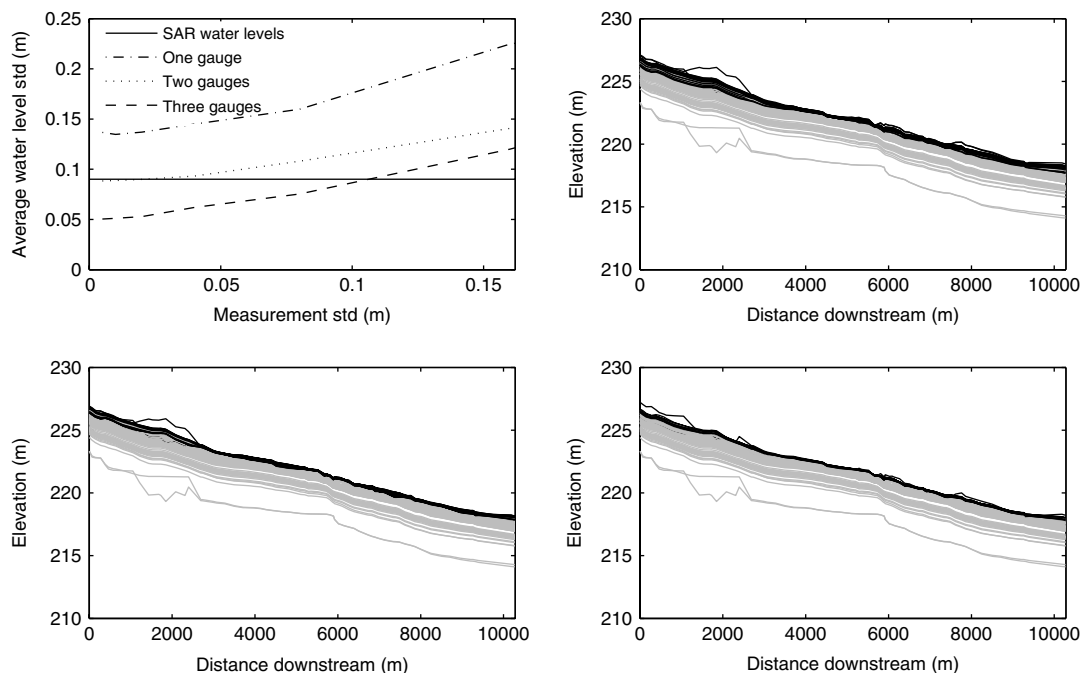 0.25
0.2
0.15
0.1
0.05
0
Average water level std (m)
SAR water levels
One gauge
Two gauges
Three gauges
0 0.05 0.1 0.15
Measurement std (m)
230
225
220
215
210
Elevation (m)
0 2000 4000 6000 8000 10000
Distance downstream (m)
230
225
220
215
210
Elevation (m)
0 2000 4000 6000 8000 10000
Distance downstream (m)
230
225
220
215
210
Elevation (m)
0 2000 4000 6000 8000 10000
Distance downstream (m)